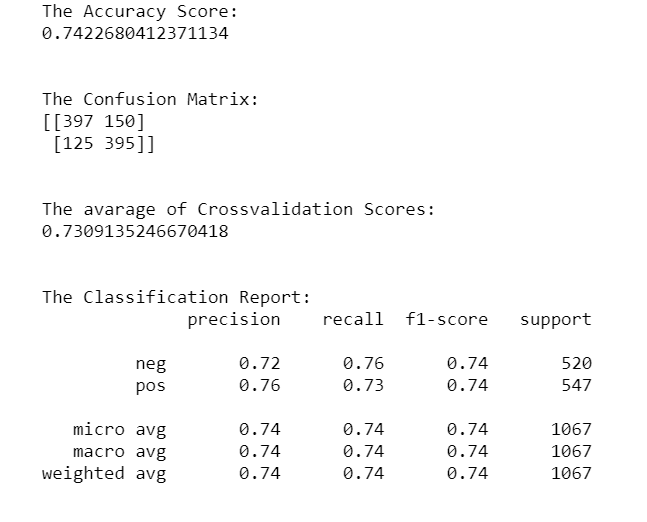 The Accuracy Score:
0.7422680412371134
The Confusion Matrix:
[[397 150]
[125 395]]
The avarage of Crossvalidation Scores:
0.7309135246670418
The Classification Report:
precision recall f1-score support
neg 0.72 0.76 0.74 520
pos 0.76 0.73 0.74 547
micro avg 0.74 0.74 0.74 1067
macro avg 0.74 0.74 0.74 1067
weighted avg 0.74 0.74 0.74 1067